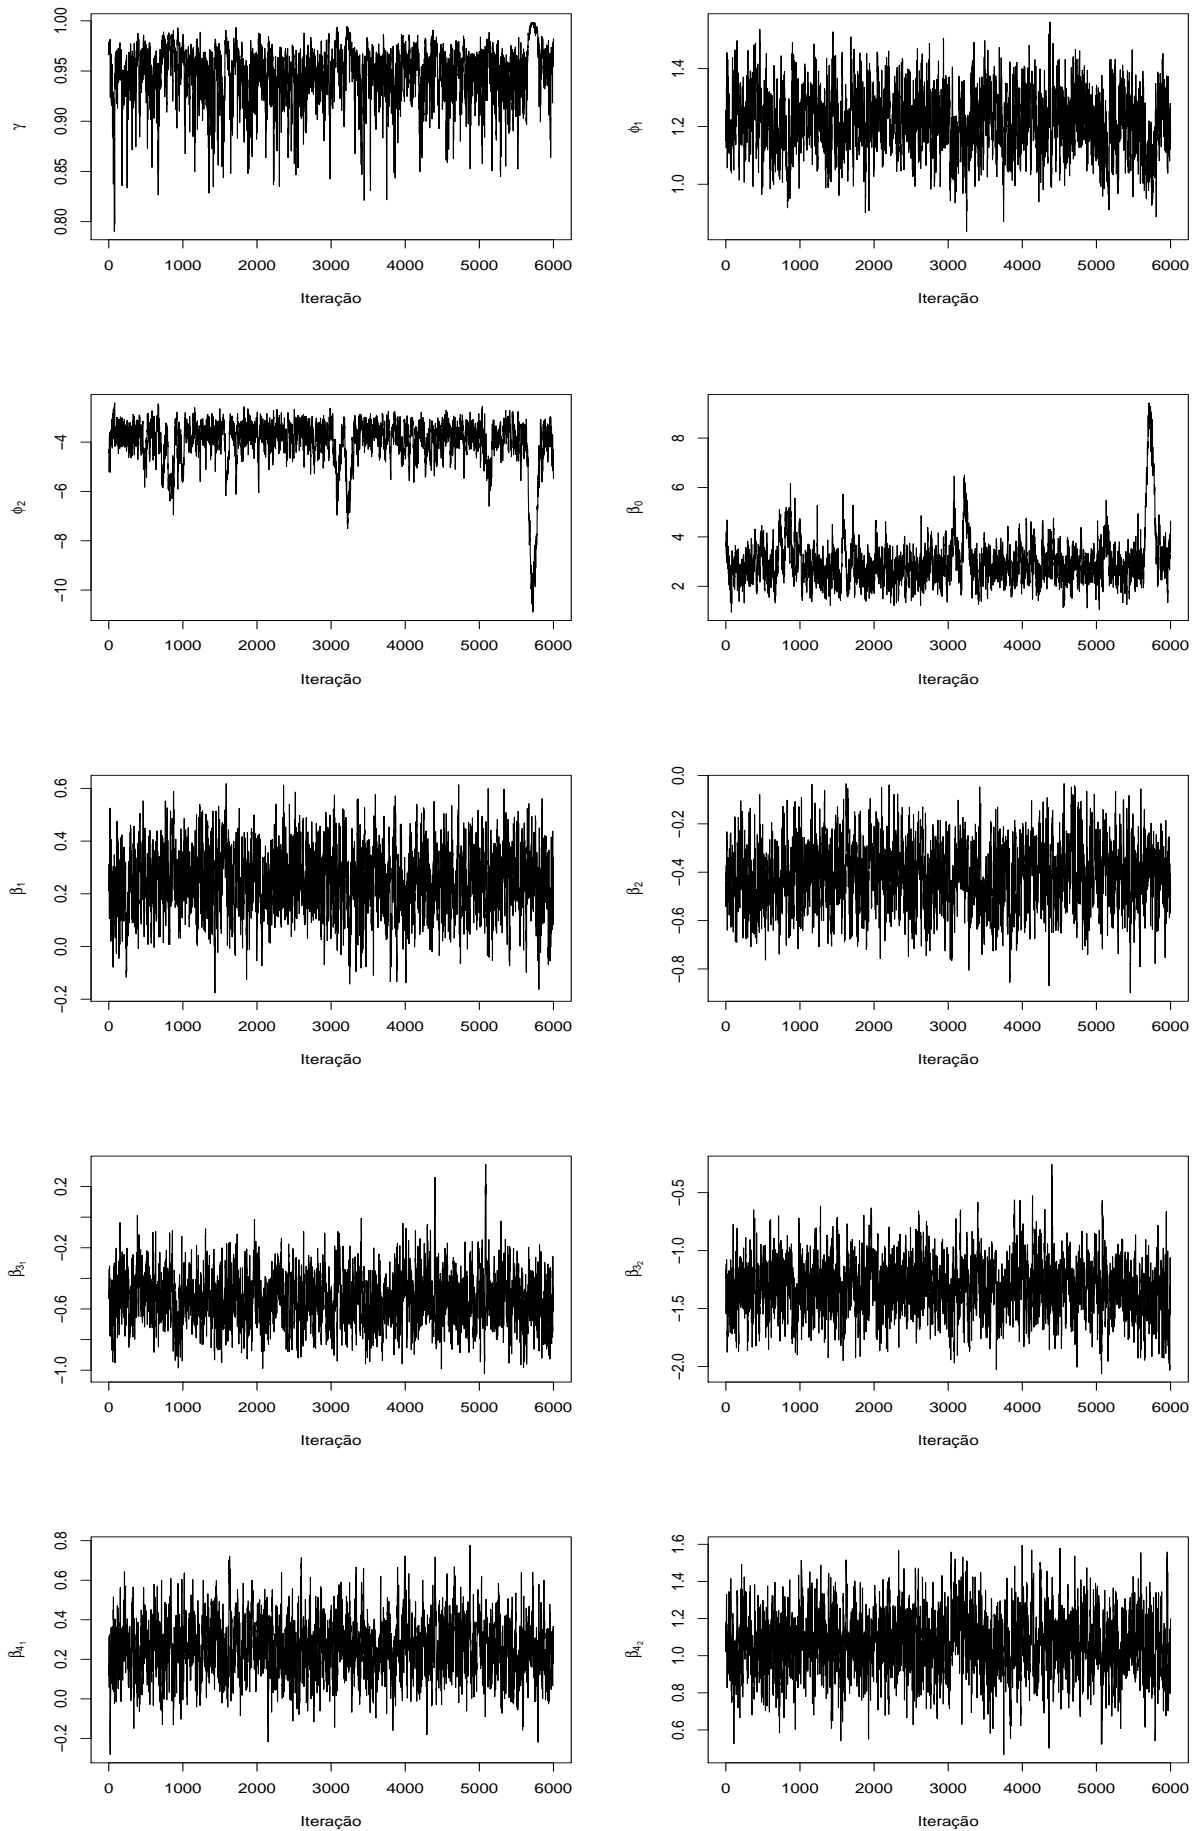 γ
0.80 0.85 0.90 0.95 1.00
0 1000 2000 3000 4000 5000 6000
Iteração
ϕ1
1.0 1.2 1.4
0 1000 2000 3000 4000 5000 6000
Iteração
ϕ2
−10 −8 −6 −4
0 1000 2000 3000 4000 5000 6000
Iteração
β0
2 4 6 8
0 1000 2000 3000 4000 5000 6000
Iteração
β1
−0.2 0.0 0.2 0.4 0.6
0 1000 2000 3000 4000 5000 6000
Iteração
β2
−0.8 −0.6 −0.4 −0.2 0.0
0 1000 2000 3000 4000 5000 6000
Iteração
β31
−1.0 −0.6 −0.2 0.2
0 1000 2000 3000 4000 5000 6000
Iteração
β32
−2.0 −1.5 −1.0 −0.5
0 1000 2000 3000 4000 5000 6000
Iteração
β41
−0.2 0.0 0.2 0.4 0.6 0.8
0 1000 2000 3000 4000 5000 6000
Iteração
β42
0.6 0.8 1.0 1.2 1.4 1.6
0 1000 2000 3000 4000 5000 6000
Iteração